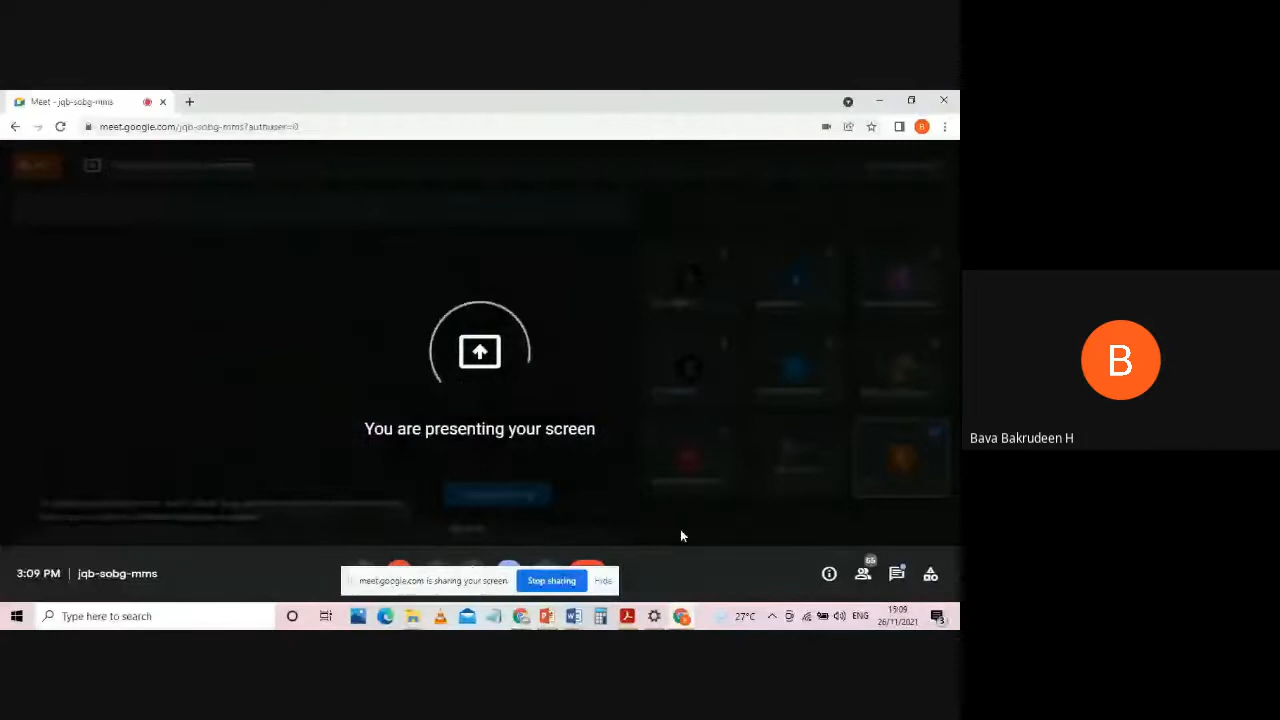 Meet - jqb-sobg-mms
meet.google.com/jqb-sobg-mms?authuser=0
B
You are presenting your screen
B
Bava Bakrudeen H
3:09 PM | jqb-sobg-mms
65
meet.google.com is sharing your screen
Stop sharing
Hide
Type here to search
27°C
ENG
15:09
26/11/2021
3